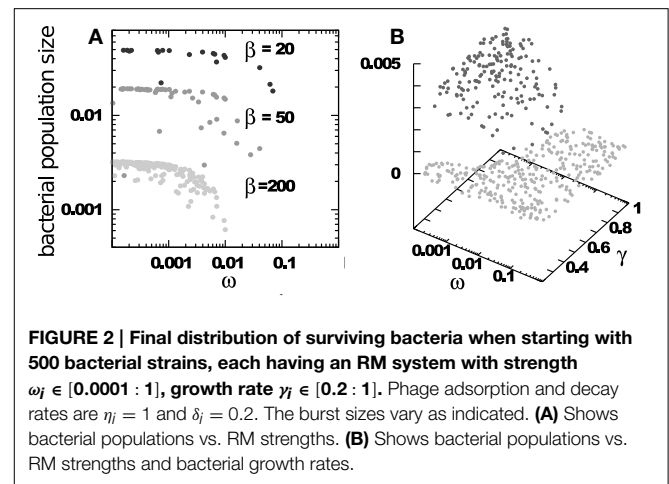 A
bacterial population size
0.01
0.001
β = 20
β = 50
β=200
0.001
0.01
0.1
ω
B
0.005
0
0.001
0.01
0.1
ω
0.4
0.6
0.8
1
γ
FIGURE 2 | Final distribution of surviving bacteria when starting with
500 bacterial strains, each having an RM system with strength
ωᵢ ∈ [0.0001 : 1], growth rate γᵢ ∈ [0.2 : 1]. Phage adsorption and decay
rates are ηⱼ = 1 and δⱼ = 0.2. The burst sizes vary as indicated. (A) Shows
bacterial populations vs. RM strengths. (B) Shows bacterial populations vs.
RM strengths and bacterial growth rates.